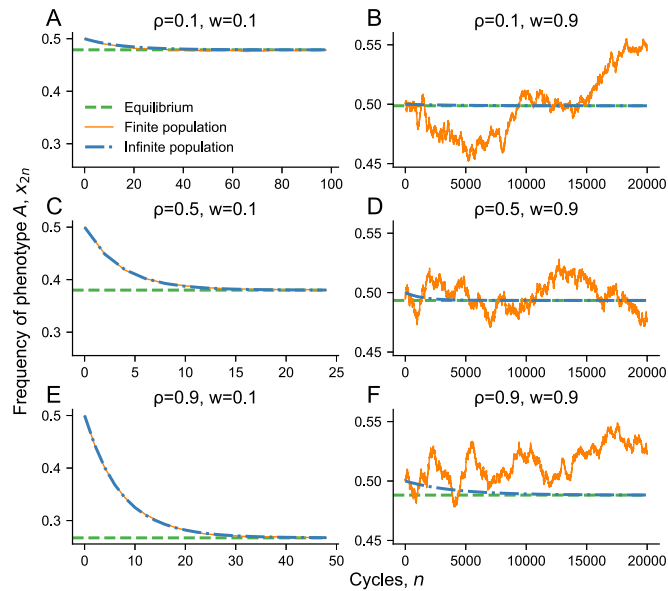 A
ρ=0.1, w=0.1
0.5
0.4
0.3
Equilibrium
Finite population
Infinite population
0 20 40 60 80 100
B
ρ=0.1, w=0.9
0.55
0.50
0.45
0 5000 10000 15000 20000
C
ρ=0.5, w=0.1
0.5
0.4
0.3
0 5 10 15 20 25
D
ρ=0.5, w=0.9
0.55
0.50
0.45
0 5000 10000 15000 20000
E
ρ=0.9, w=0.1
0.5
0.4
0.3
0 10 20 30 40 50
F
ρ=0.9, w=0.9
0.55
0.50
0.45
0 5000 10000 15000 20000
Frequency of phenotype A, x2n
Cycles, n